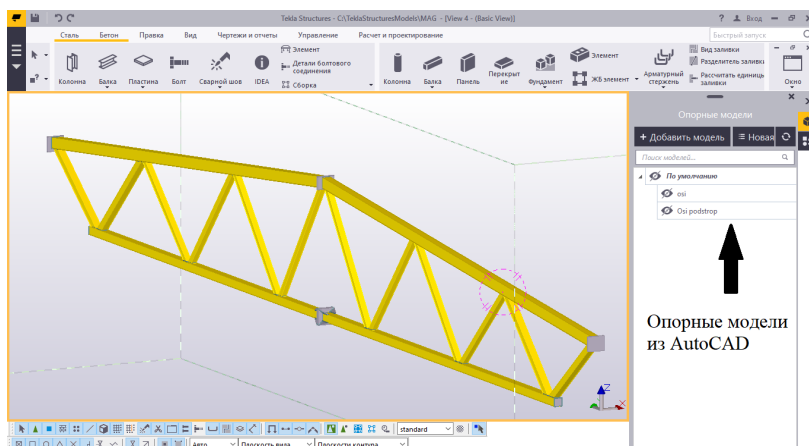 Tekla Structures - C:\TeklaStructuresModels\MAG - [View 4 - (Basic View)]
? Вход
Сталь Бетон Правка Вид Чертежи и отчеты Управление Расчет и проектирование
Быстрый запуск
Колонна Балка Пластина Болт Сварной шов IDEA
Элемент
Детали болтового
соединения
Сборка
Колонна Балка Панель Перекрыт
ие
Фундамент
Элемент
ЖБ элемент
Арматурный
стержень
Вид заливки
Разделитель заливки
Рассчитать единицы
заливки
Окно
Опорные модели
+ Добавить модель Новая
Поиск моделей...
По умолчанию
osi
Osi podstrop
Опорные модели
из AutoCAD
Z
standard
Авто Плоскость вида Плоскости контура